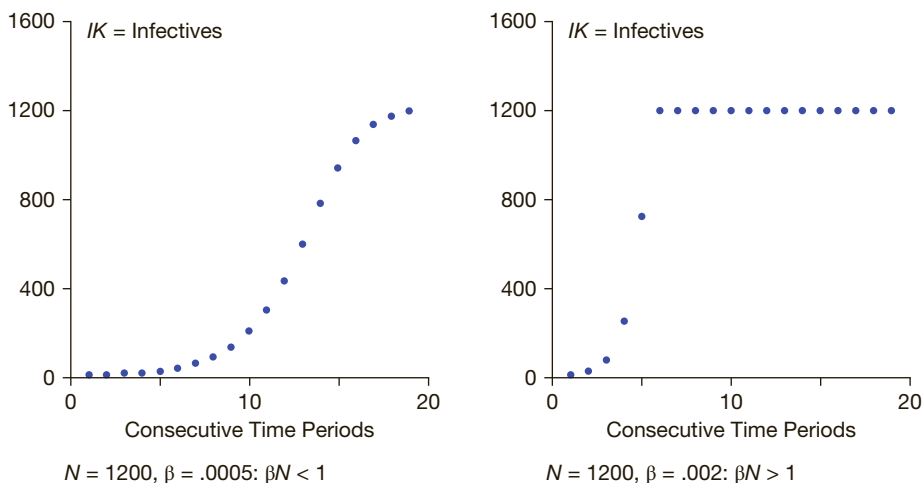 1600
IK = Infectives
1200
800
400
0
0 10 20
Consecutive Time Periods
N = 1200, β = .0005: βN < 1
1600
IK = Infectives
1200
800
400
0
0 10 20
Consecutive Time Periods
N = 1200, β = .002: βN > 1